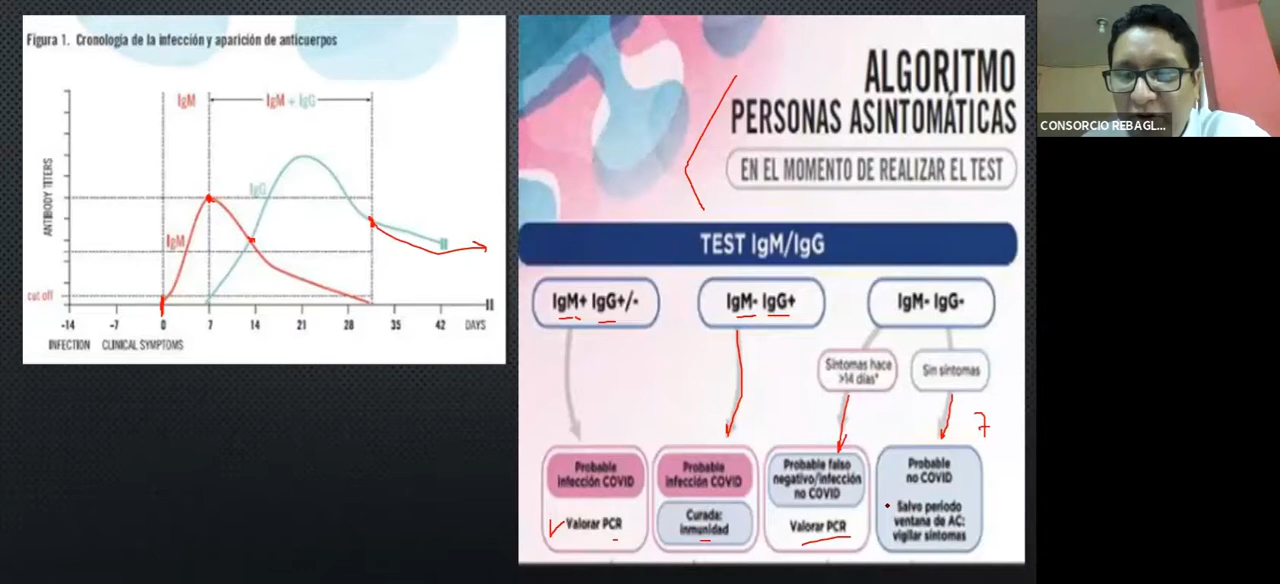 Figura 1. Cronología de la infección y aparición de anticuerpos
IgM
IgM + IgG
ANTIBODY TITERS
IgG
IgM
cut off
-14
-7
0
7
14
21
28
35
42
DAYS
INFECTION
CLINICAL SYMPTOMS
ALGORITMO
PERSONAS ASINTOMÁTICAS
EN EL MOMENTO DE REALIZAR EL TEST
TEST IgM/IgG
IgM+ IgG+/-
IgM- IgG+
IgM- IgG-
Síntomas hace
>14 días*
Sin síntomas
7
Probable
infección COVID
Valorar PCR
Probable
infección COVID
Curada:
inmunidad
Probable falso
negativo/infección
no COVID
Valorar PCR
Probable
no COVID
Salvo periodo
ventana de AC:
vigilar síntomas
CONSORCIO REBAGL...